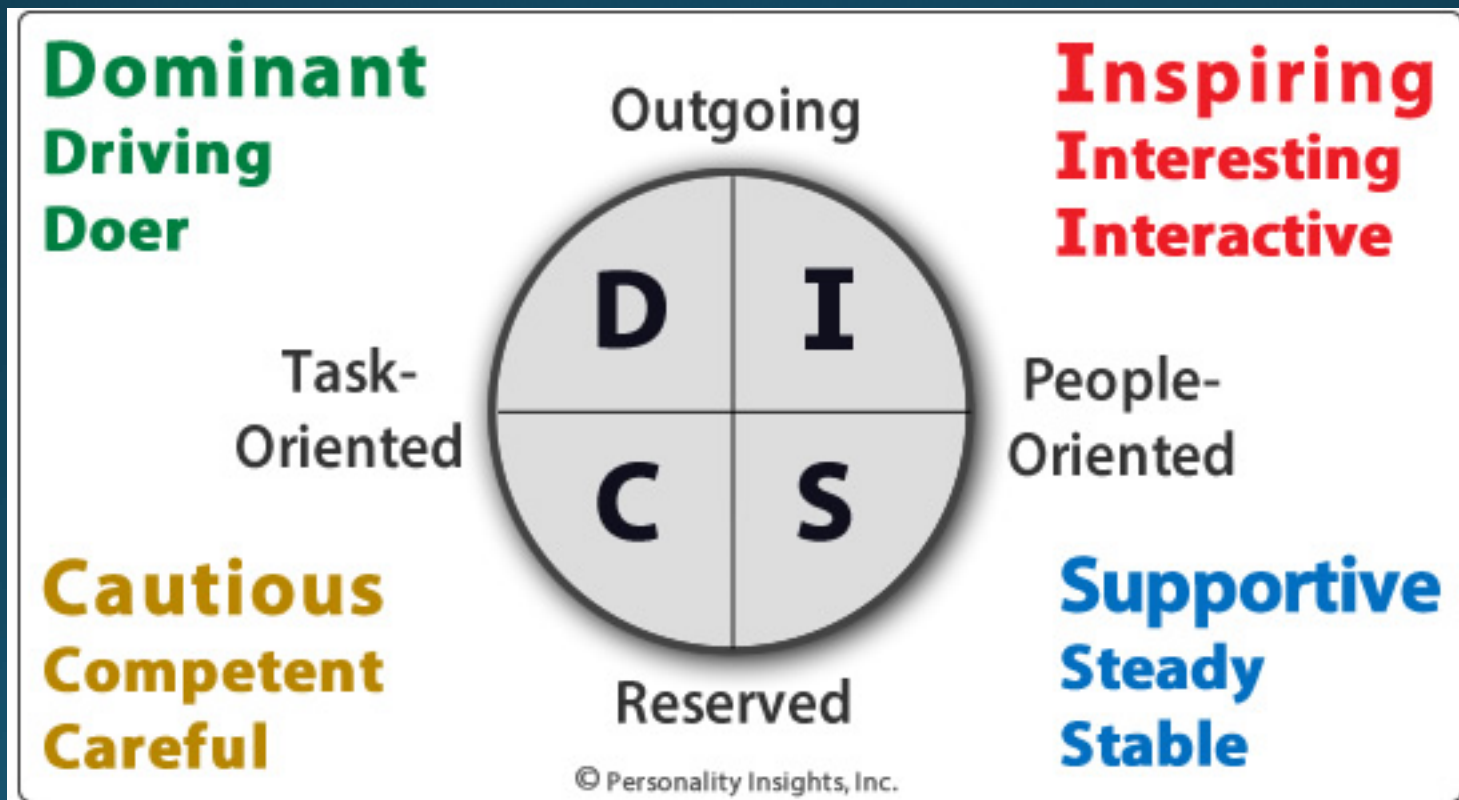 Dominant
Driving
Doer
Outgoing
Inspiring
Interesting
Interactive
D
I
Task-
Oriented
People-
Oriented
C
S
Cautious
Competent
Careful
Reserved
Supportive
Steady
Stable
© Personality Insights, Inc.